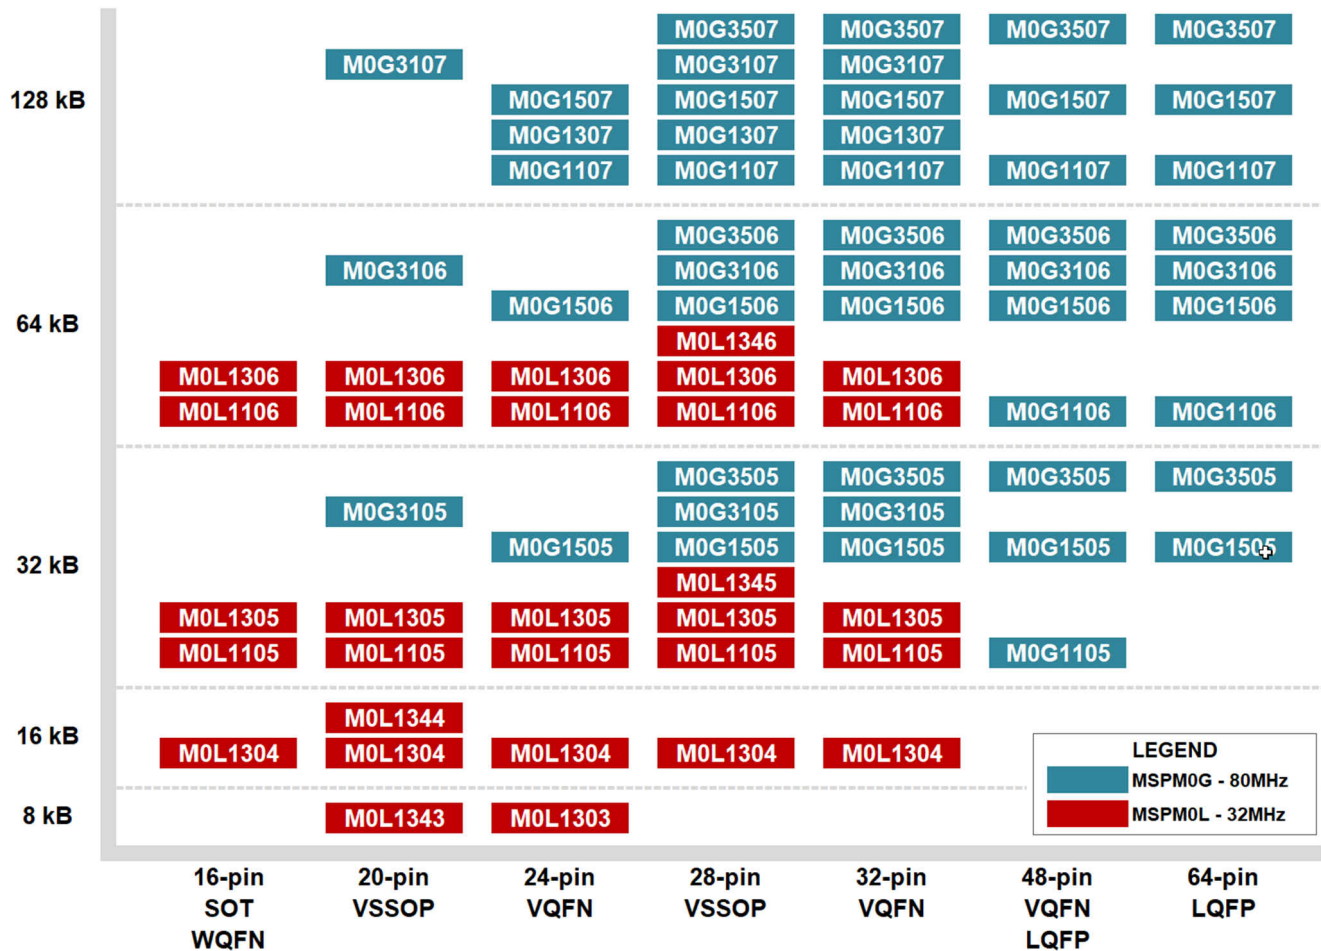 M0G3507 M0G3507 M0G3507 M0G3507
M0G3107 M0G3107 M0G3107
128 kB M0G1507 M0G1507 M0G1507 M0G1507 M0G1507
M0G1307 M0G1307 M0G1307
M0G1107 M0G1107 M0G1107 M0G1107 M0G1107
M0G3506 M0G3506 M0G3506 M0G3506
M0G3106 M0G3106 M0G3106 M0G3106 M0G3106
64 kB M0G1506 M0G1506 M0G1506 M0G1506 M0G1506
M0L1346
M0L1306 M0L1306 M0L1306 M0L1306 M0L1306
M0L1106 M0L1106 M0L1106 M0L1106 M0L1106 M0G1106 M0G1106
M0G3505 M0G3505 M0G3505 M0G3505
M0G3105 M0G3105 M0G3105
M0G1505 M0G1505 M0G1505 M0G1505 M0G1505
32 kB M0L1345
M0L1305 M0L1305 M0L1305 M0L1305 M0L1305
M0L1105 M0L1105 M0L1105 M0L1105 M0L1105 M0G1105
M0L1344
16 kB M0L1304 M0L1304 M0L1304 M0L1304 M0L1304
8 kB M0L1343 M0L1303
LEGEND
MSPM0G - 80MHz
MSPM0L - 32MHz
16-pin 20-pin 24-pin 28-pin 32-pin 48-pin 64-pin
SOT VSSOP VQFN VSSOP VQFN VQFN LQFP
WQFN LQFP